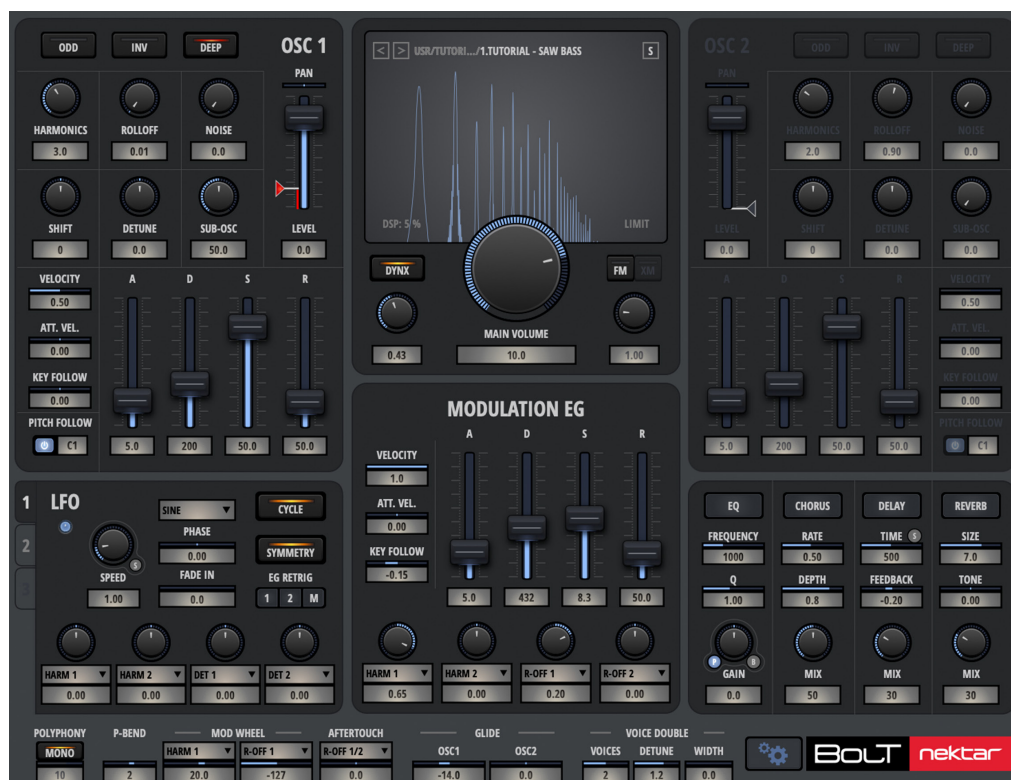 ODD INV DEEP OSC 1
PAN
HARMONICS ROLLOFF NOISE
3.0 0.01 0.0
SHIFT DETUNE SUB-OSC LEVEL
0 0.0 50.0 0.0
VELOCITY A D S R
0.50
ATT. VEL.
0.00
KEY FOLLOW
0.00
PITCH FOLLOW
C1 5.0 200 50.0 50.0
< > USR/TUTORI.../1.TUTORIAL - SAW BASS S
DSP: 5 % LIMIT
DYNX FM XM
MAIN VOLUME
0.43 10.0 1.00
OSC 2 ODD INV DEEP
PAN
HARMONICS ROLLOFF NOISE
2.0 0.90 0.0
LEVEL SHIFT DETUNE SUB-OSC
0.0 0 0.0 0.0
A D S R VELOCITY
0.50
ATT. VEL.
0.00
KEY FOLLOW
0.00
PITCH FOLLOW
5.0 200 50.0 50.0 C1
1 LFO SINE CYCLE
2 PHASE
0.00 SYMMETRY
3 SPEED S FADE IN EG RETRIG
1.00 0.0 1 2 M
HARM 1 HARM 2 DET 1 DET 2
0.00 0.00 0.00 0.00
MODULATION EG
A D S R
VELOCITY
1.0
ATT. VEL.
0.00
KEY FOLLOW
-0.15
5.0 432 8.3 50.0
HARM 1 HARM 2 R-OFF 1 R-OFF 2
0.65 0.00 0.20 0.00
EQ CHORUS DELAY REVERB
FREQUENCY RATE TIME S SIZE
1000 0.50 500 7.0
Q DEPTH FEEDBACK TONE
1.00 0.8 -0.20 0.00
P B
GAIN MIX MIX MIX
0.0 50 30 30
POLYPHONY P-BEND MOD WHEEL AFTERTOUCH GLIDE VOICE DOUBLE
MONO HARM 1 R-OFF 1 R-OFF 1/2 OSC1 OSC2 VOICES DETUNE WIDTH
10 2 20.0 -127 0.0 -14.0 0.0 2 1.2 0.0
BOLT nektar